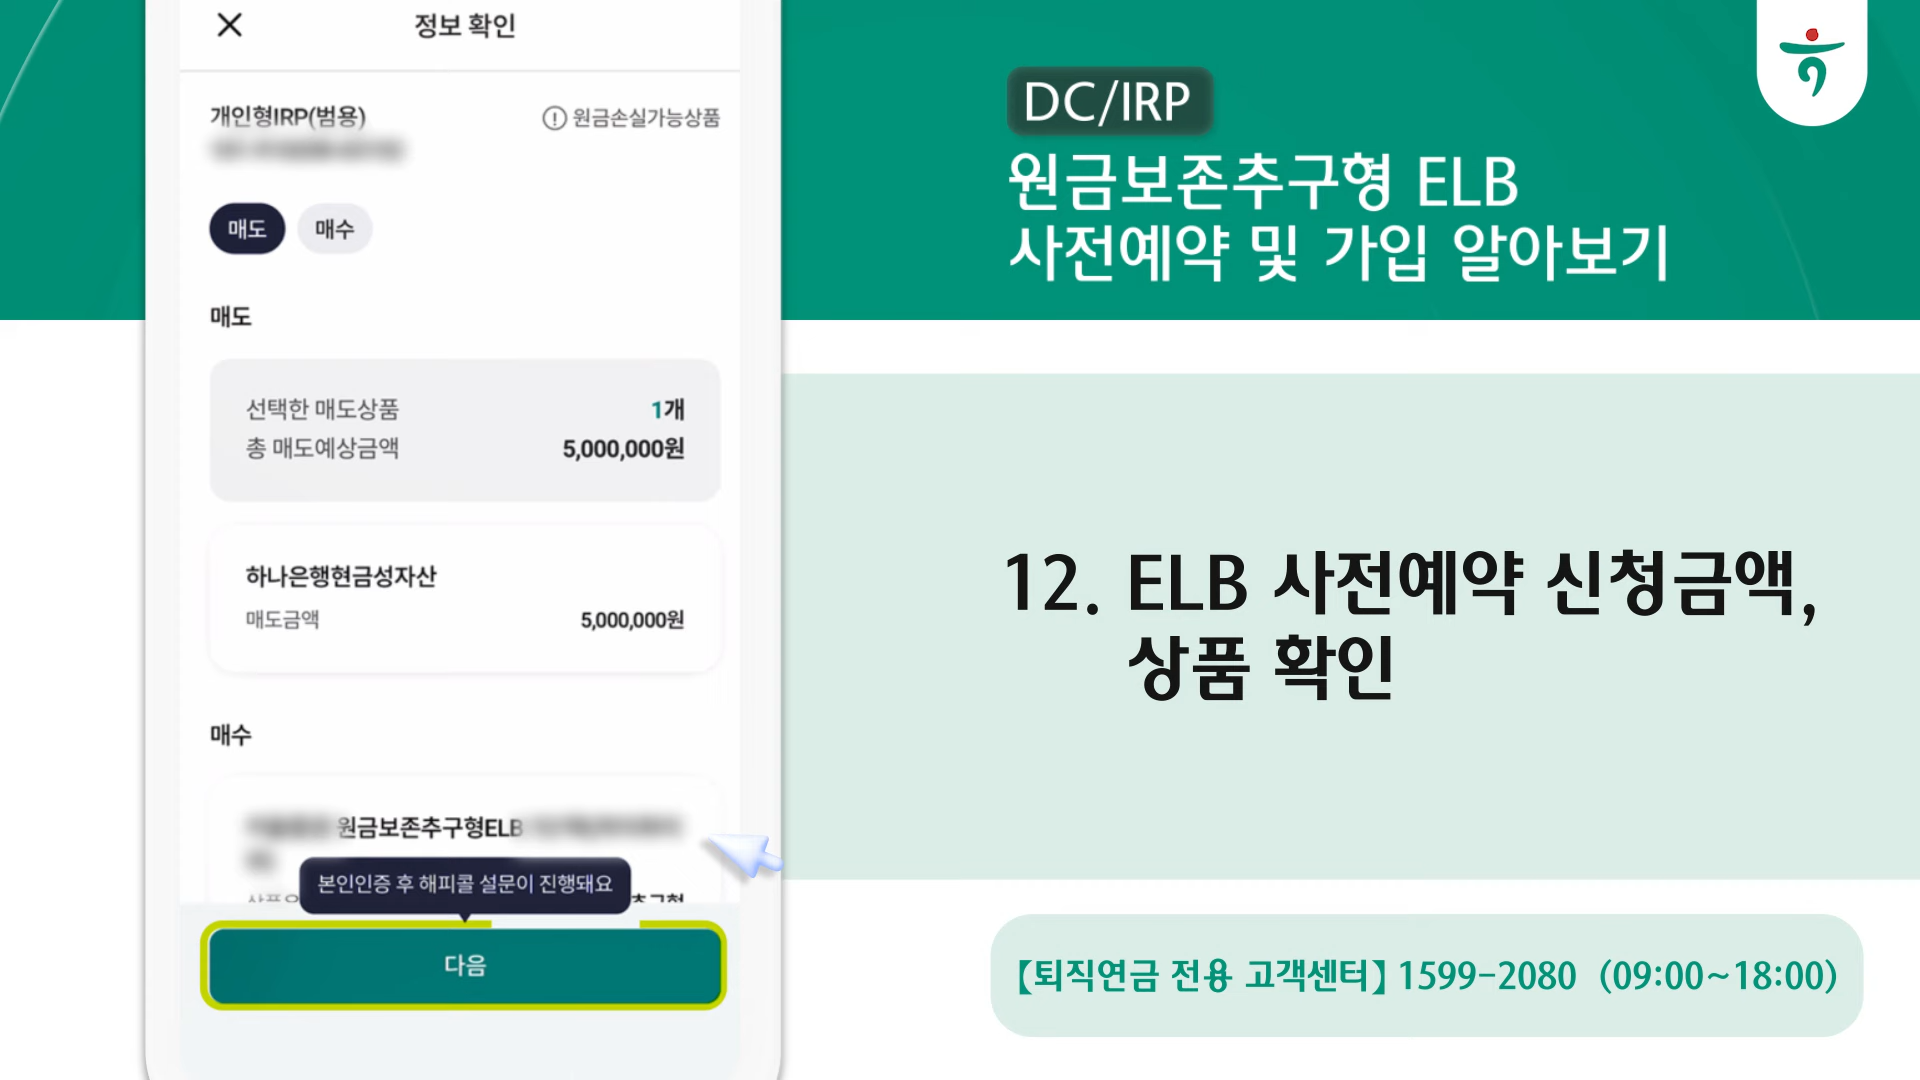 정보 확인
개인형IRP(범용)
원금손실가능상품
매도
매수
매도
선택한 매도상품
1개
총 매도예상금액
5,000,000원
하나은행현금성자산
매도금액
5,000,000원
매수
원금보존추구형ELB
본인인증 후 해피콜 설문이 진행돼요
다음
DC/IRP
원금보존추구형 ELB
사전예약 및 가입 알아보기
12. ELB 사전예약 신청금액,
상품 확인
【퇴직연금 전용 고객센터】 1599-2080 (09:00~18:00)